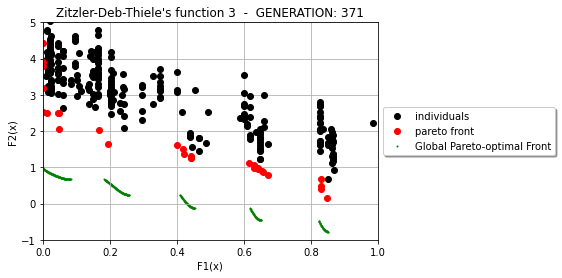 Zitzler-Deb-Thiele's function 3 - GENERATION: 371
5
4
3
2
1
0
−1
F2(x)
0.0 0.2 0.4 0.6 0.8 1.0
F1(x)
individuals
pareto front
Global Pareto-optimal Front